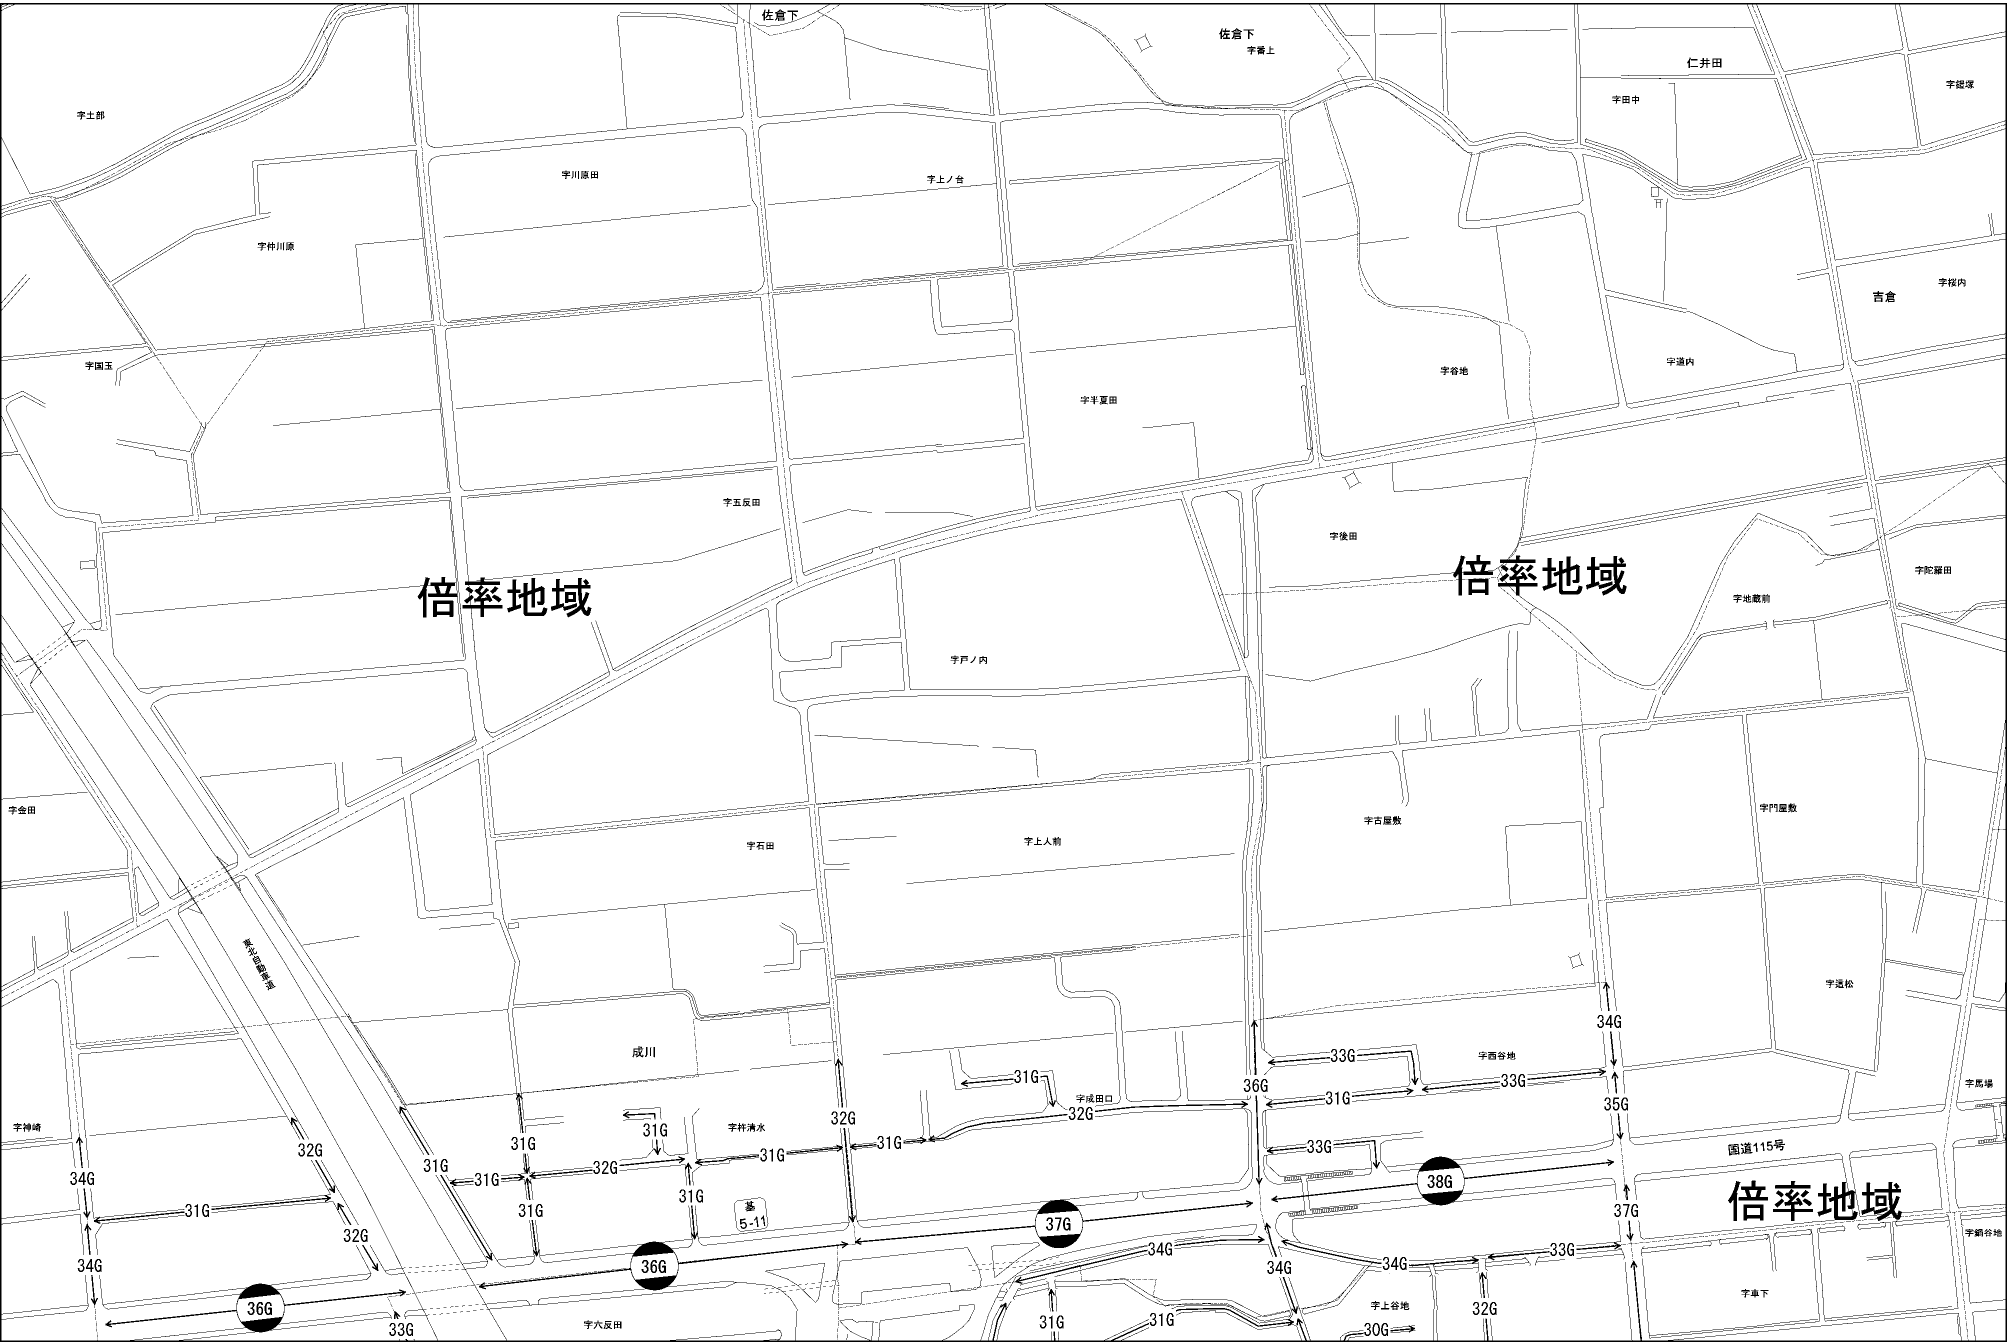 佐倉下
佐倉下
字番上
仁井田
字田中
字鍟塚
字土部
字川原田
字上ノ台
字仲川原
字桜内
吉倉
字国玉
字谷地
字道内
字半夏田
字五反田
字後田
倍率地域
倍率地域
字陀羅田
字地蔵前
字戸ノ内
字金田
字古屋敷
字門屋敷
字石田
字上人前
東北自動車道
字遠松
34G
成川
字西谷地
33G
31G
36G
33G
字馬場
31G
字成田口
32G
35G
字神崎
32G
字柞清水
32G
31G
31G
31G
31G
33G
国道115号
31G
32G
31G
34G
38G
31G
31G
31G
31G
倍率地域
基
5-11
37G
37G
32G
34G
33G
34G
34G
36G
34G
字鍋谷地
字車下
36G
字上谷地
32G
33G
字六反田
31G
31G
30G